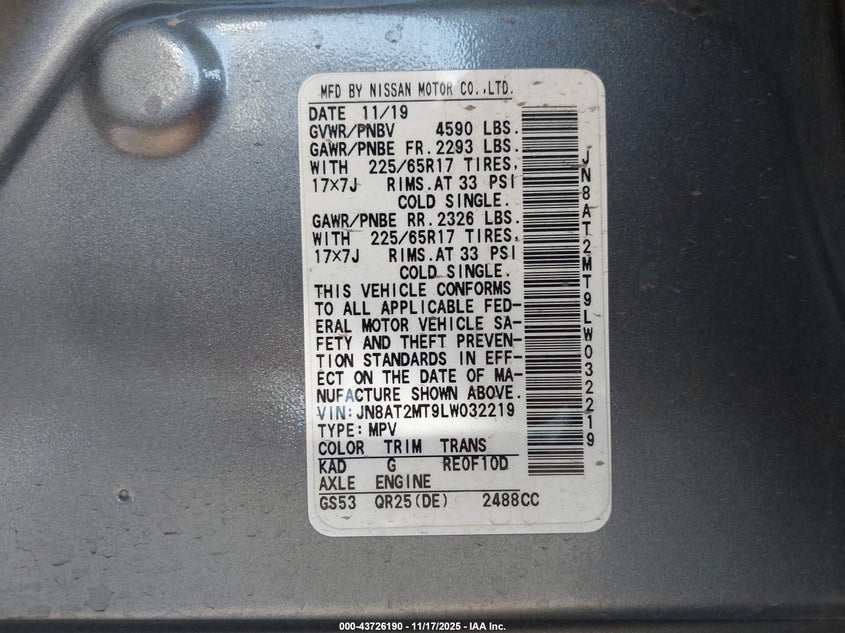 MFD BY NISSAN MOTOR CO.,LTD.
DATE 11/19
GVWR/PNBV 4590 LBS.
GAWR/PNBE FR. 2293 LBS.
WITH 225/65R17 TIRES,
17×7J RIMS. AT 33 PSI
COLD SINGLE.
GAWR/PNBE RR. 2326 LBS.
WITH 225/65R17 TIRES,
17×7J RIMS. AT 33 PSI
COLD SINGLE.
THIS VEHICLE CONFORMS
TO ALL APPLICABLE FED-
ERAL MOTOR VEHICLE SA-
FETY AND THEFT PREVEN-
TION STANDARDS IN EFF-
ECT ON THE DATE OF MA-
NUFACTURE SHOWN ABOVE.
VIN: JN8AT2MT9LW032219
TYPE: MPV
COLOR TRIM TRANS
KAD G RE0F10D
AXLE ENGINE
GS53 QR25(DE) 2488CC
JN8AT2MT9LW032219
000-43726190 - 11/17/2025 - IAA Inc.